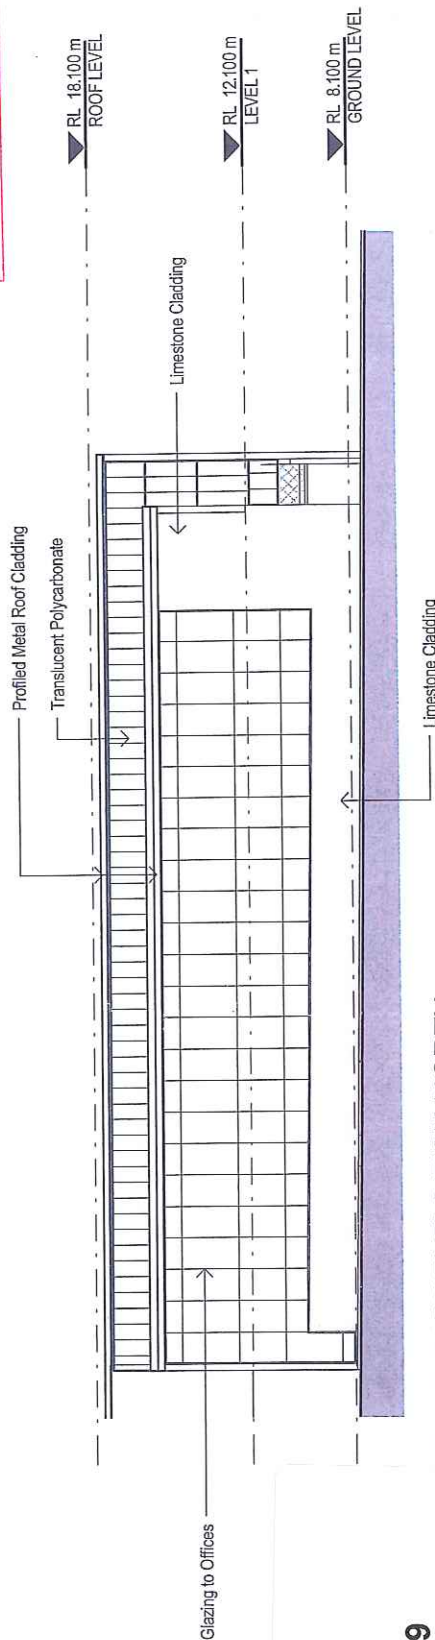 Profiled Metal Roof Cladding
Translucent Polycarbonate
Limestone Cladding
Glazing to Offices
Limestone Cladding
RL 18.100 m
ROOF LEVEL
RL 12.100 m
LEVEL 1
RL 8.100 m
GROUND LEVEL
9